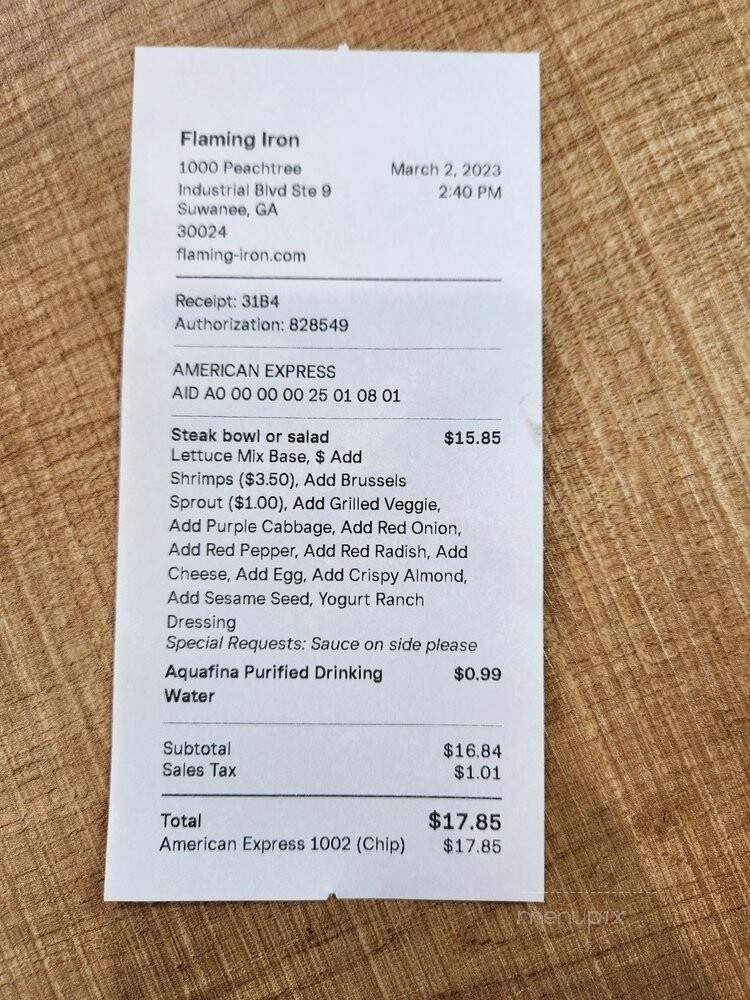 Flaming Iron
1000 Peachtree March 2, 2023
Industrial Blvd Ste 9 2:40 PM
Suwanee, GA
30024
flaming-iron.com
Receipt: 31B4
Authorization: 828549
AMERICAN EXPRESS
AID A0 00 00 00 25 01 08 01
Steak bowl or salad $15.85
Lettuce Mix Base, $ Add
Shrimps ($3.50), Add Brussels
Sprout ($1.00), Add Grilled Veggie,
Add Purple Cabbage, Add Red Onion,
Add Red Pepper, Add Red Radish, Add
Cheese, Add Egg, Add Crispy Almond,
Add Sesame Seed, Yogurt Ranch
Dressing
Special Requests: Sauce on side please
Aquafina Purified Drinking $0.99
Water
Subtotal $16.84
Sales Tax $1.01
Total $17.85
American Express 1002 (Chip) $17.85
menupix